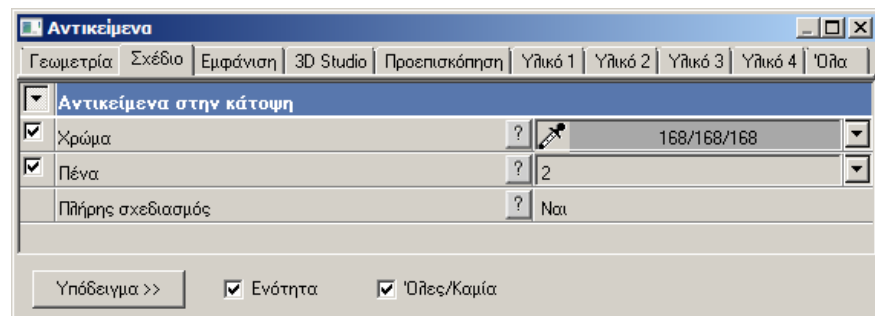 Αντικείμενα
Γεωμετρία Σχέδιο Εμφάνιση 3D Studio Προεπισκόπηση Υλικό 1 Υλικό 2 Υλικό 3 Υλικό 4 Όλα
Αντικείμενα στην κάτοψη
Χρώμα ? 168/168/168
Πένα ? 2
Πλήρης σχεδιασμός ? Ναι
Υπόδειγμα >> Ενότητα Όλες/Καμία